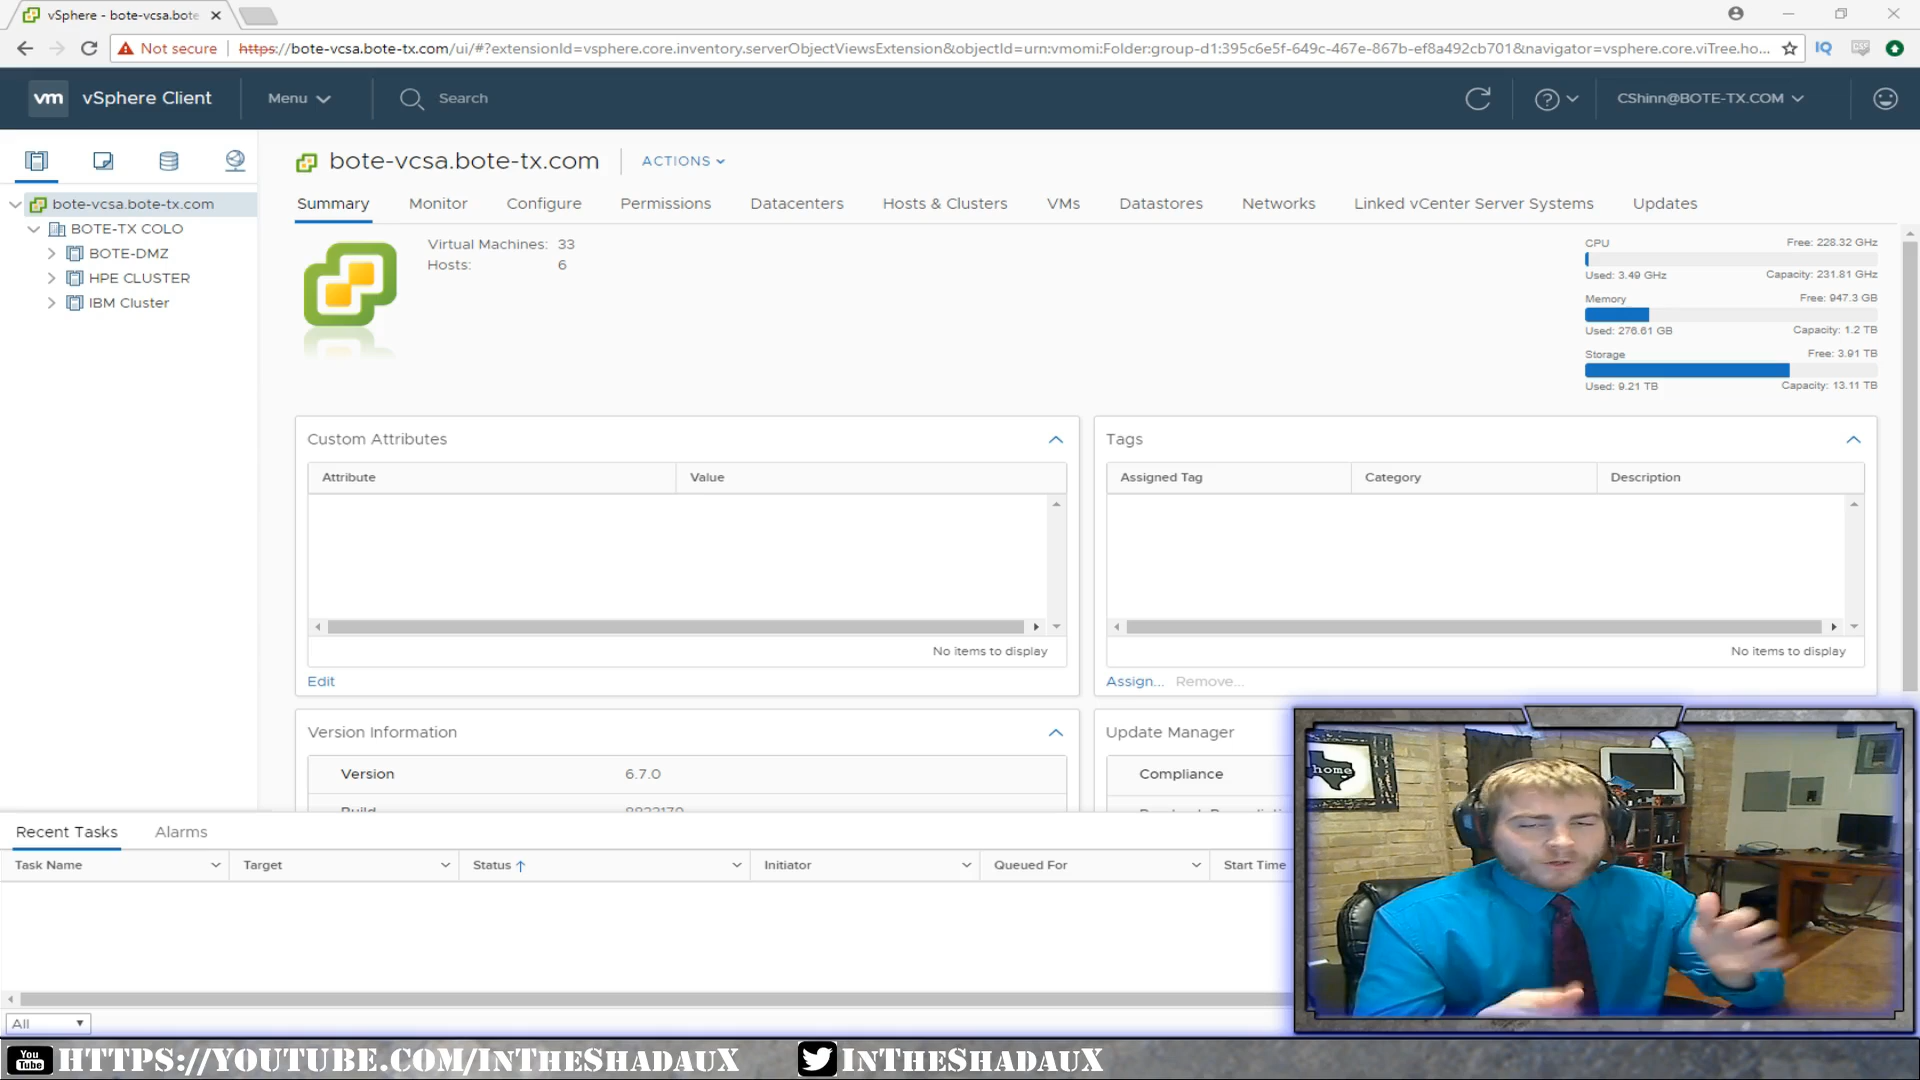 vSphere - bote-vcsa.bote
Not secure
https://bote-vcsa.bote-tx.com/ui/#?extensionId=vsphere.core.inventory.serverObjectViewsExtension&objectId=urn:vmomi:Folder:group-d1:395c6e5f-649c-467e-867b-ef8a492cb701&navigator=vsphere.core.viTree.ho...
IQ
vm vSphere Client
Menu
Search
CShinn@BOTE-TX.COM
bote-vcsa.bote-tx.com
BOTE-TX COLO
BOTE-DMZ
HPE CLUSTER
IBM Cluster
bote-vcsa.bote-tx.com
ACTIONS
Summary Monitor Configure Permissions Datacenters Hosts & Clusters VMs Datastores Networks Linked vCenter Server Systems Updates
Virtual Machines: 33
Hosts: 6
CPU Free: 228.32 GHz
Used: 3.49 GHz Capacity: 231.81 GHz
Memory Free: 947.3 GB
Used: 276.61 GB Capacity: 1.2 TB
Storage Free: 3.91 TB
Used: 9.21 TB Capacity: 13.11 TB
Custom Attributes
Attribute Value
No items to display
Edit
Tags
Assigned Tag Category Description
No items to display
Assign... Remove...
Version Information
Version 6.7.0
Build
Update Manager
Compliance
home
Recent Tasks Alarms
Task Name Target Status Initiator Queued For Start Time
All
You Tube HTTPS://YOUTUBE.COM/INTHESHADAUX
INTHESHADAUX